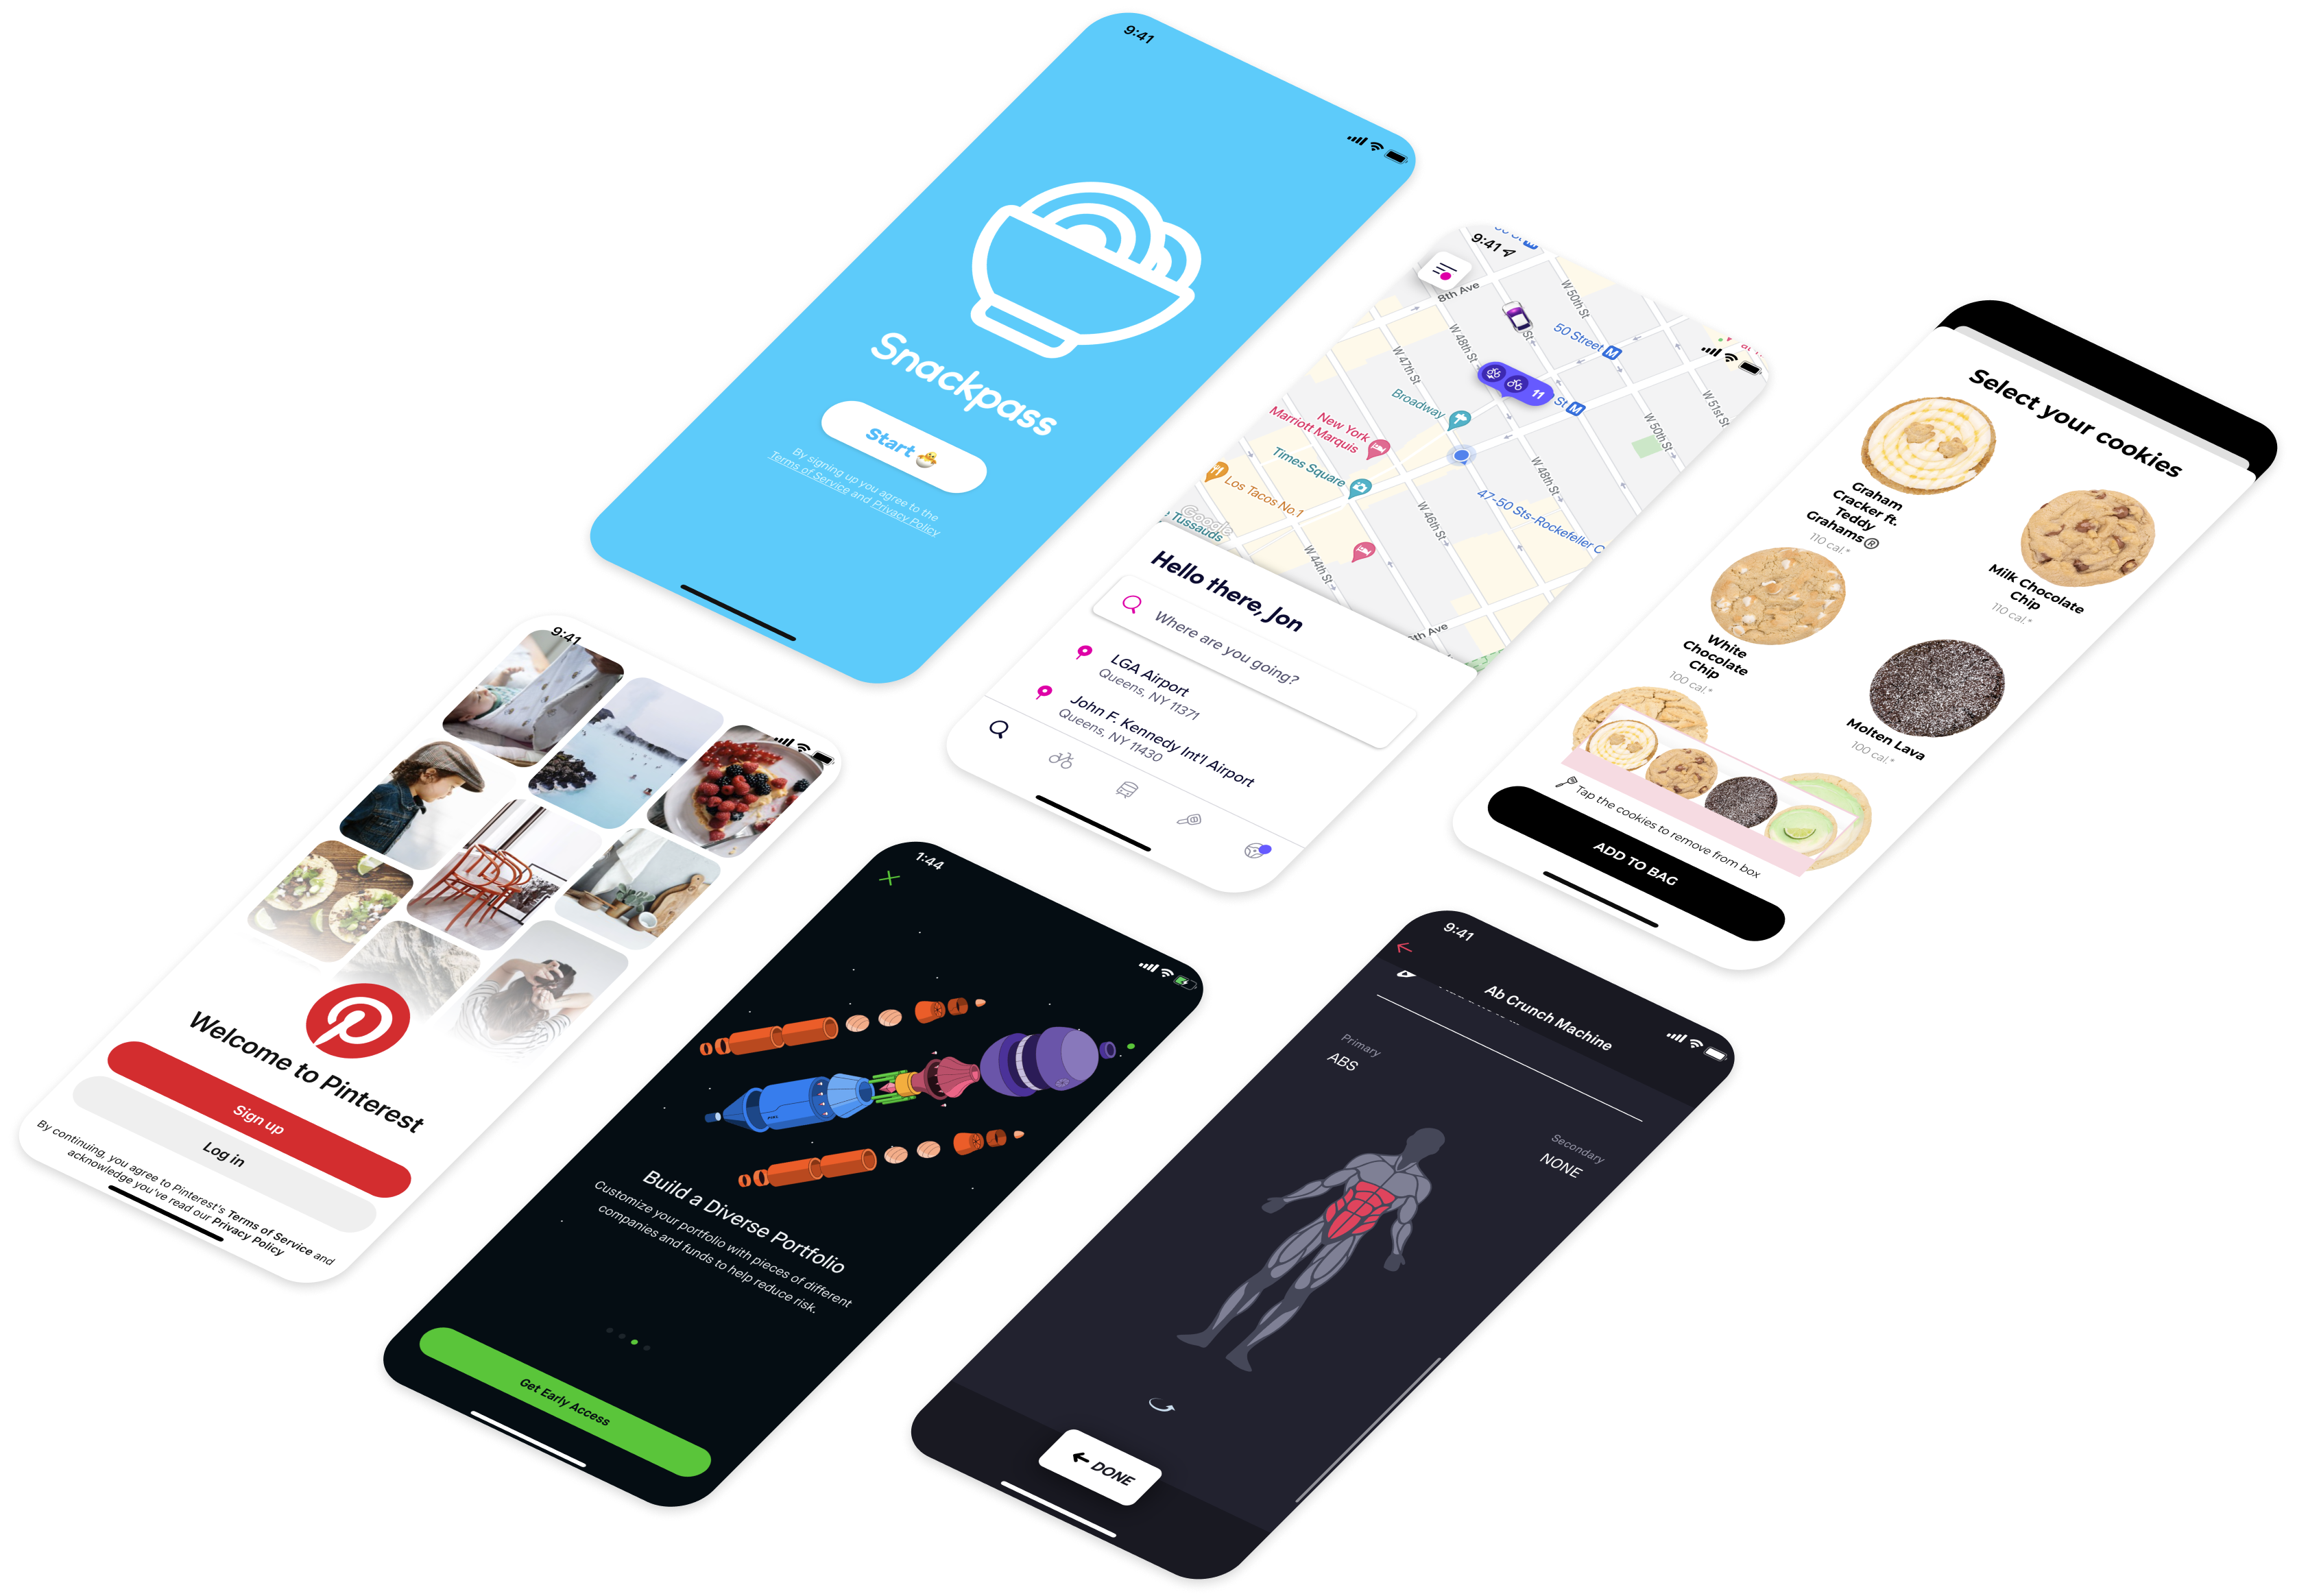 9:41
Snackpass
Start
By signing up you agree to the
Terms of Service and Privacy Policy
9:41
8th Ave
W 50th St
50 Street
M
St
W 48th St
W 47th St
11
St
M
W 51st St
W 50th St
Broadway
New York
Marriott Marquis
Times Square
Los Tacos No.1
Google
Tussauds
W 48th St
47-50 Sts-Rockefeller C
W 46th St
W 44th St
Hello there, Jon
Where are you going?
LGA Airport
Queens, NY 11371
John F. Kennedy Int'l Airport
Queens, NY 11430
Select your cookies
Graham
Cracker ft.
Teddy
Grahams®
110 cal.*
Milk Chocolate
Chip
110 cal.*
White
Chocolate
Chip
100 cal.*
Molten Lava
100 cal.*
Tap the cookies to remove from box
ADD TO BAG
9:41
Welcome to Pinterest
Sign up
Log in
By continuing, you agree to Pinterest's Terms of Service and
acknowledge you've read our Privacy Policy
1:44
Build a Diverse Portfolio
Customize your portfolio with pieces of different
companies and funds to help reduce risk.
Get Early Access
9:41
Ab Crunch Machine
Primary
ABS
Secondary
NONE
DONE